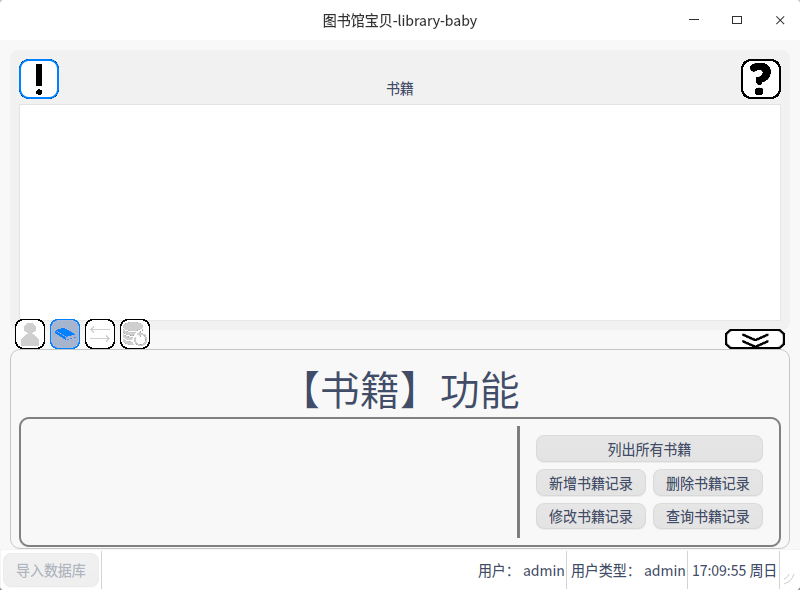 图书馆宝贝-library-baby
书籍
【书籍】功能
列出所有书籍
新增书籍记录 删除书籍记录
修改书籍记录 查询书籍记录
导入数据库 用户： admin 用户类型： admin 17:09:55 周日